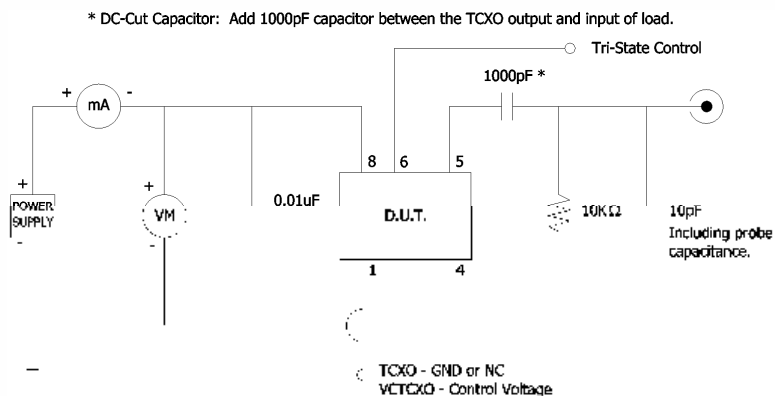 * DC-Cut Capacitor: Add 1000pF capacitor between the TCXO output and input of load.
Tri-State Control
1000pF *
+ mA -
8 6 5
+
POWER
SUPPLY
-
+
VM
-
0.01uF
D.U.T.
10KΩ
10pF
Including probe
capacitance.
1 4
TCXO - GND or NC
VCTCXO - Control Voltage